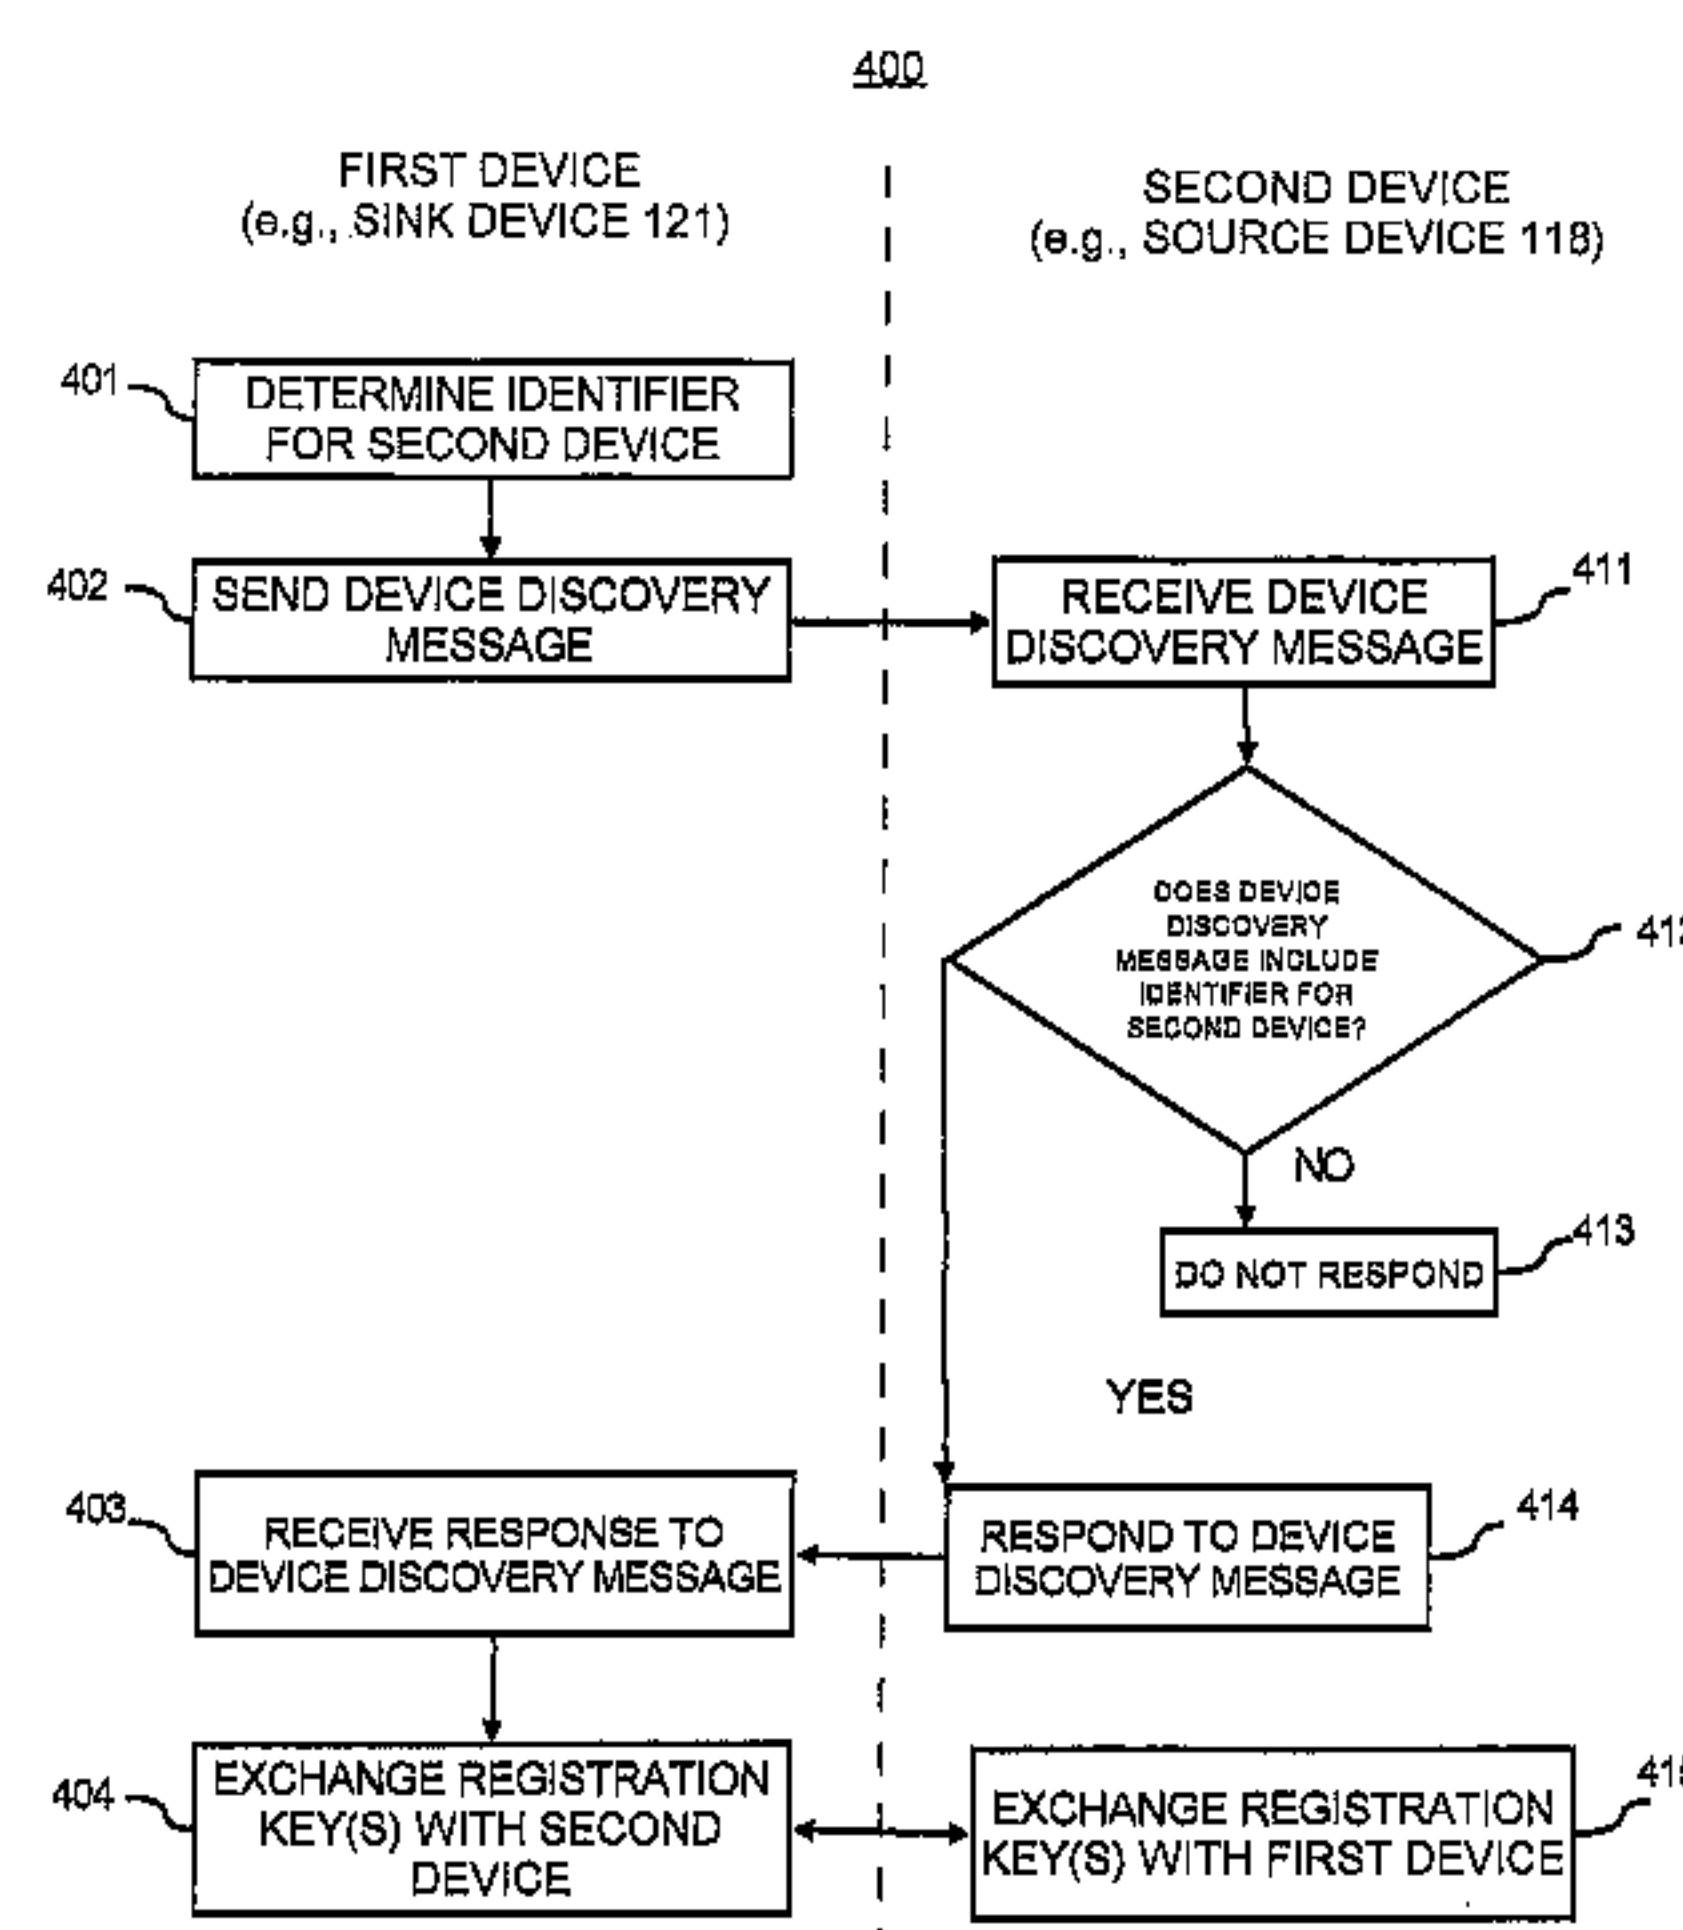 400
FIRST DEVICE
(e.g., SINK DEVICE 121)
SECOND DEVICE
(e.g., SOURCE DEVICE 118)
401
DETERMINE IDENTIFIER
FOR SECOND DEVICE
402
SEND DEVICE DISCOVERY
MESSAGE
RECEIVE DEVICE
DISCOVERY MESSAGE
411
DOES DEVICE
DISCOVERY
MESSAGE INCLUDE
IDENTIFIER FOR
SECOND DEVICE?
412
NO
DO NOT RESPOND
413
YES
403
RECEIVE RESPONSE TO
DEVICE DISCOVERY MESSAGE
RESPOND TO DEVICE
DISCOVERY MESSAGE
414
404
EXCHANGE REGISTRATION
KEY(S) WITH SECOND
DEVICE
EXCHANGE REGISTRATION
KEY(S) WITH FIRST DEVICE
415